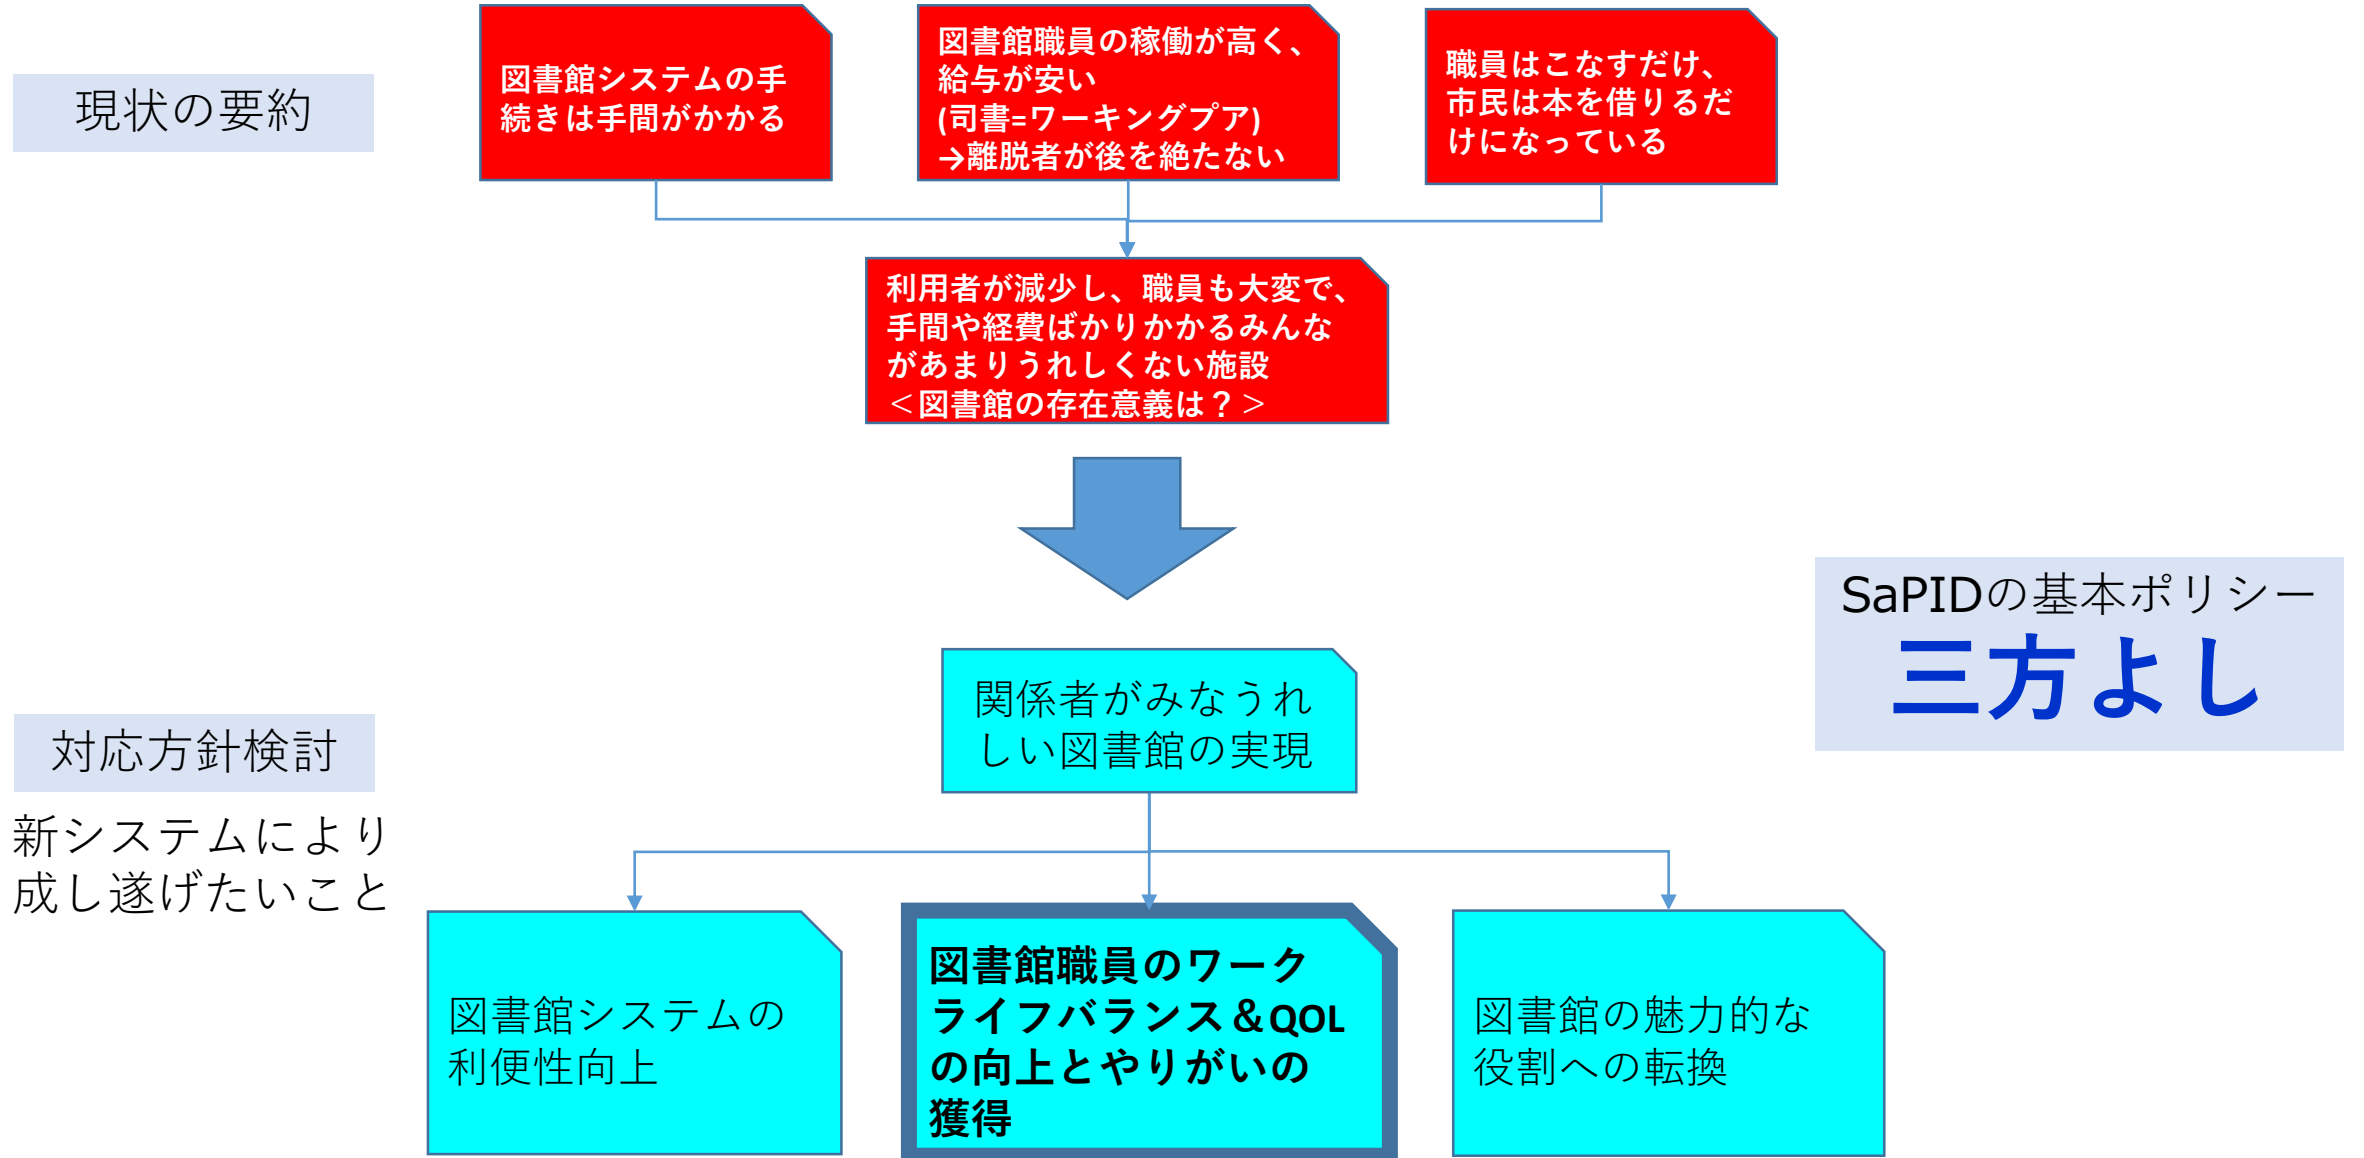 現状の要約
図書館システムの手
続きは手間がかかる
図書館職員の稼働が高く、
給与が安い
(司書=ワーキングプア)
→離脱者が後を絶たない
職員はこなすだけ、
市民は本を借りるだ
けになっている
利用者が減少し、職員も大変で、
手間や経費ばかりかかるみんな
があまりうれしくない施設
＜図書館の存在意義は？＞
SaPIDの基本ポリシー
三方よし
関係者がみなうれ
しい図書館の実現
対応方針検討
新システムにより
成し遂げたいこと
図書館システムの
利便性向上
図書館職員のワーク
ライフバランス＆QOL
の向上とやりがいの
獲得
図書館の魅力的な
役割への転換